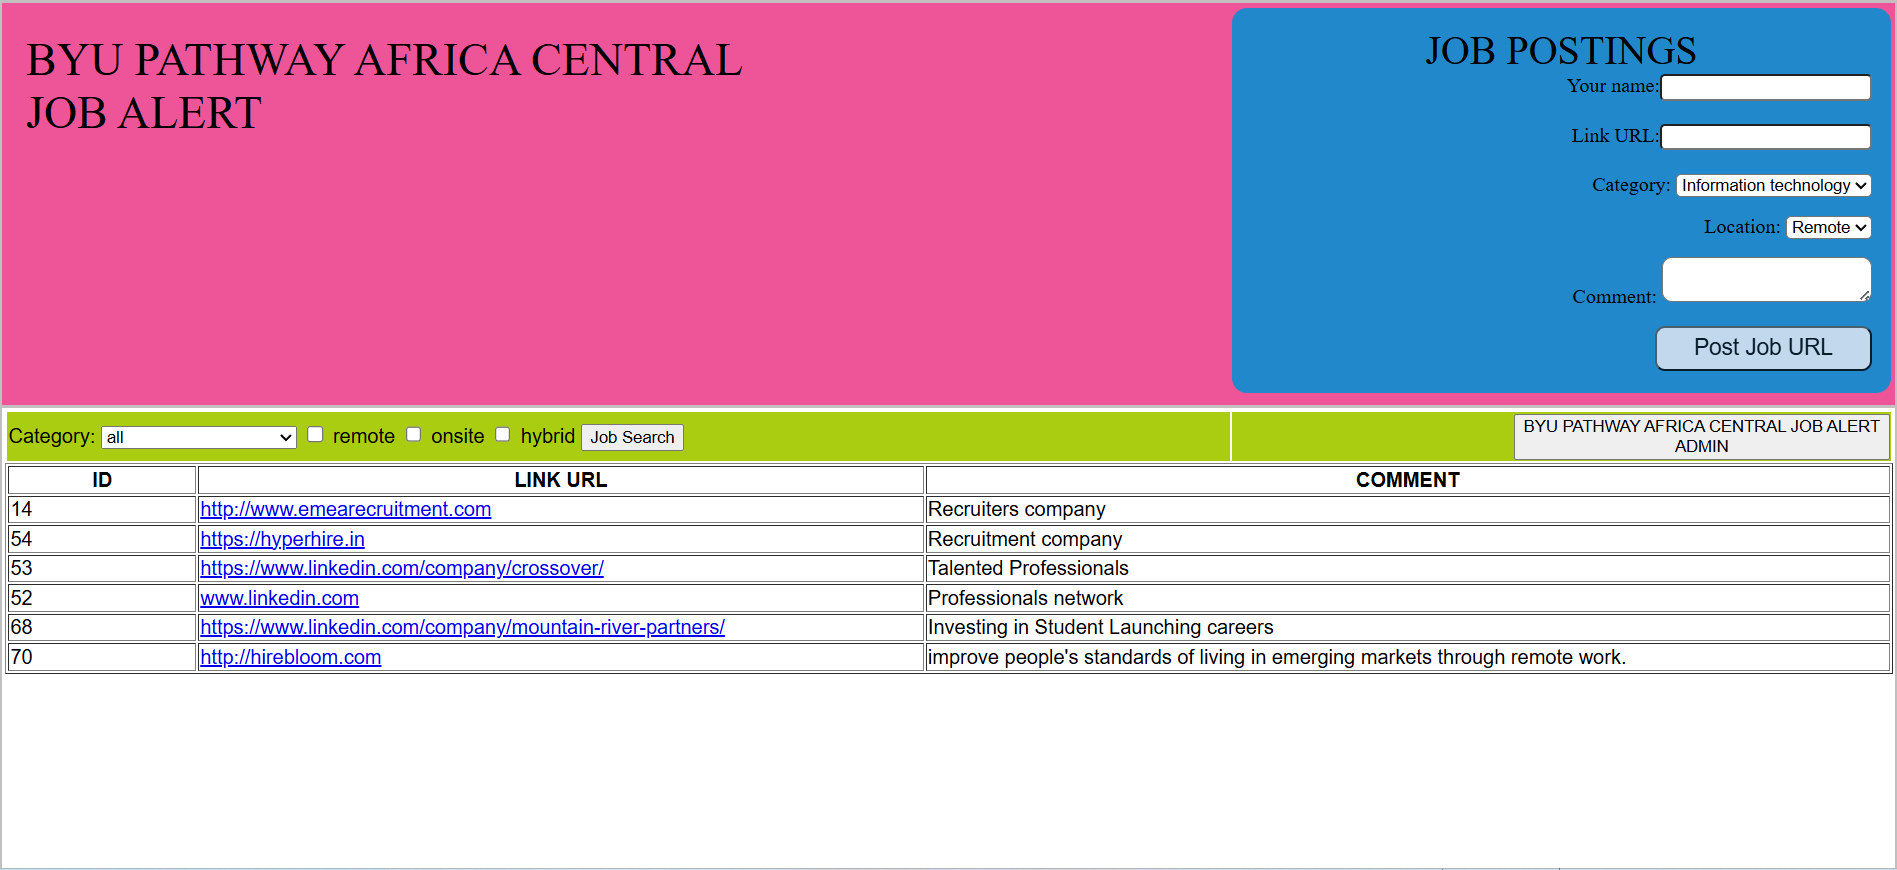 BYU PATHWAY AFRICA CENTRAL
JOB ALERT
JOB POSTINGS
Your name:
Link URL:
Category: Information technology
Location: Remote
Comment:
Post Job URL
Category: all remote onsite hybrid Job Search
BYU PATHWAY AFRICA CENTRAL JOB ALERT
ADMIN
ID LINK URL COMMENT
14 http://www.emearecruitment.com Recruiters company
54 https://hyperhire.in Recruitment company
53 https://www.linkedin.com/company/crossover/ Talented Professionals
52 www.linkedin.com Professionals network
68 https://www.linkedin.com/company/mountain-river-partners/ Investing in Student Launching careers
70 http://hirebloom.com improve people's standards of living in emerging markets through remote work.